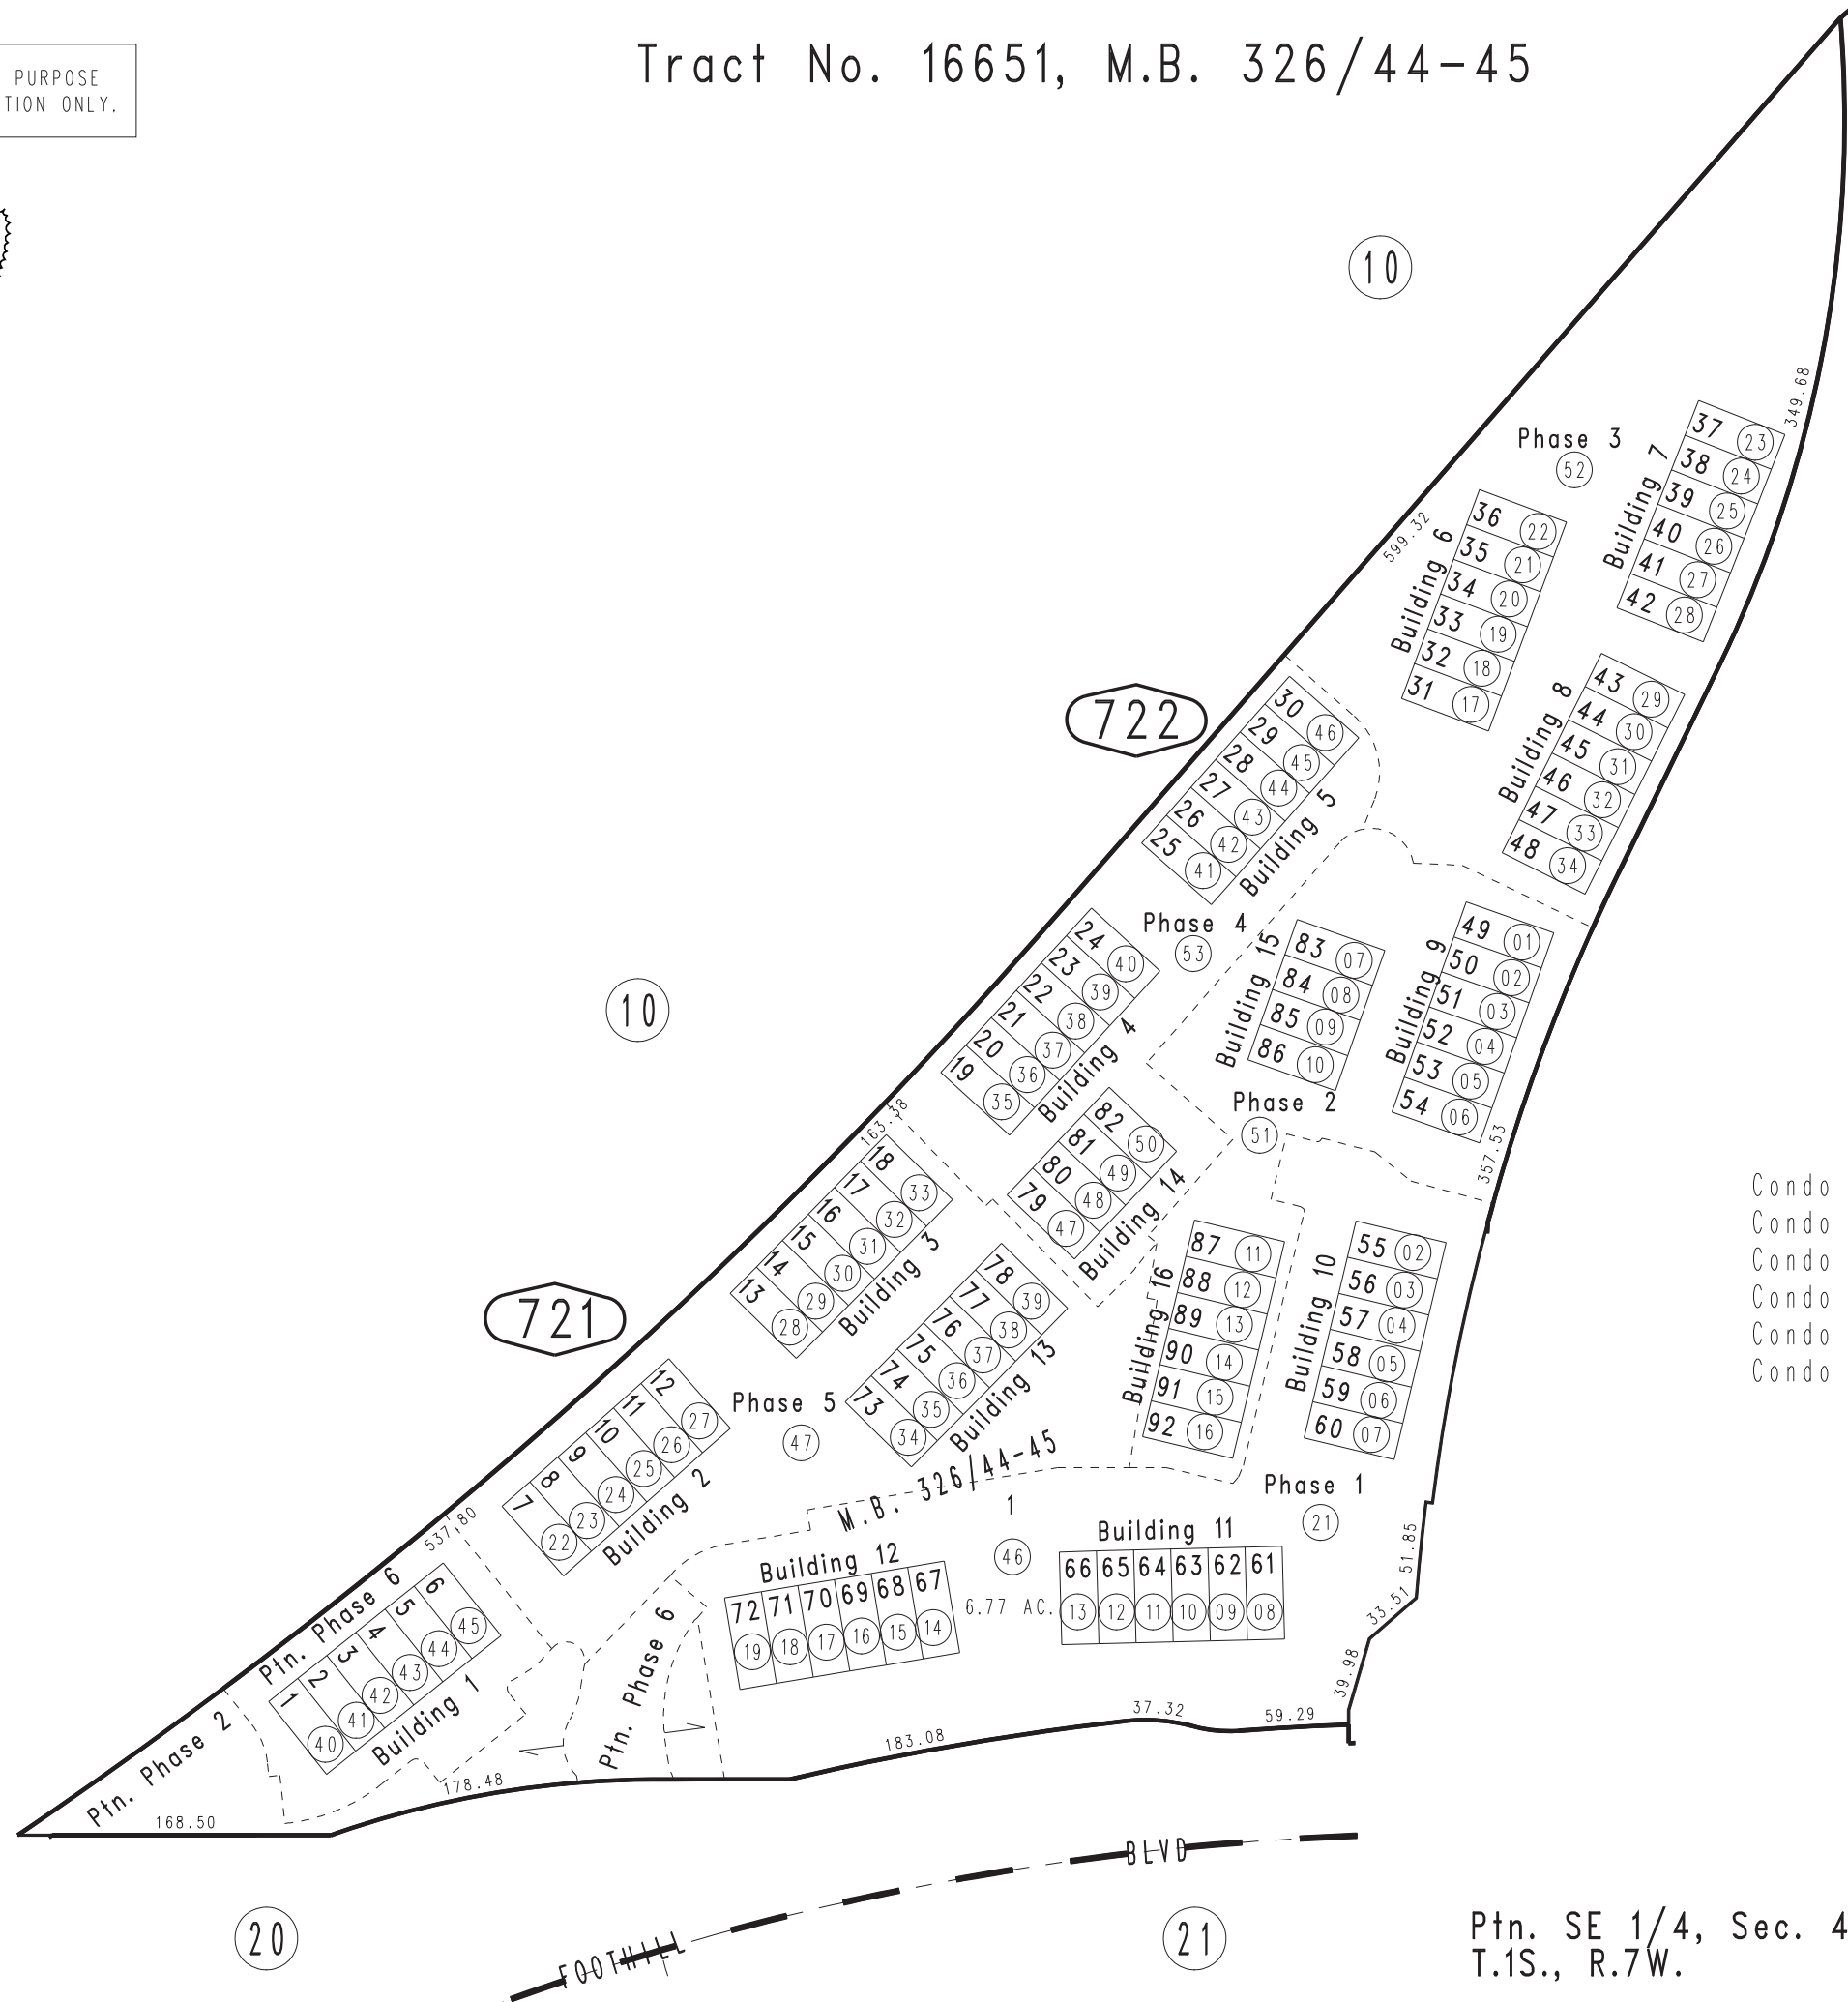 Tract No. 16651, M.B. 326/44-45
PURPOSE
TION ONLY.
10
349.68
Phase 3
52
Building 7
37 23
38 24
39 25
40 26
41 27
42 28
599.32
Building 6
36 22
35 21
34 20
33 19
32 18
31 17
722
Building 8
43 29
44 30
45 31
46 32
47 33
48 34
30 46
29 45
28 44
27 43
26 42
25 41
Building 5
Phase 4
53
24 40
23 39
22 38
21 37
20 36
19 35
Building 4
Building 15
83 07
84 08
85 09
86 10
Building 9
49 01
50 02
51 03
52 04
53 05
54 06
10
Phase 2
51
357.53
163.38
82 50
81 49
80 48
79 47
Building 14
18 33
17 32
16 31
15 30
14 29
13 28
Building 3
721
Building 16
87 11
88 12
89 13
90 14
91 15
92 16
Building 10
55 02
56 03
57 04
58 05
59 06
60 07
Condo
Condo
Condo
Condo
Condo
Condo
78 39
77 38
76 37
75 36
74 35
73 34
Building 13
Phase 5
47
12 27
11 26
10 25
9 24
8 23
7 22
Building 2
M.B. 326/44-45
1
46
6.77 AC.
Phase 1
21
537.80
Ptn. Phase 6
6 45
5 44
4 43
3 42
2 41
1 40
Building 1
Building 12
72 71 70 69 68 67
19 18 17 16 15 14
Building 11
66 65 64 63 62 61
13 12 11 10 09 08
51.85
33.51
39.98
59.29
37.32
183.08
Ptn. Phase 6
178.48
Ptn. Phase 2
168.50
FOOTHILL BLVD
20
21
Ptn. SE 1/4, Sec. 4
T.1S., R.7W.